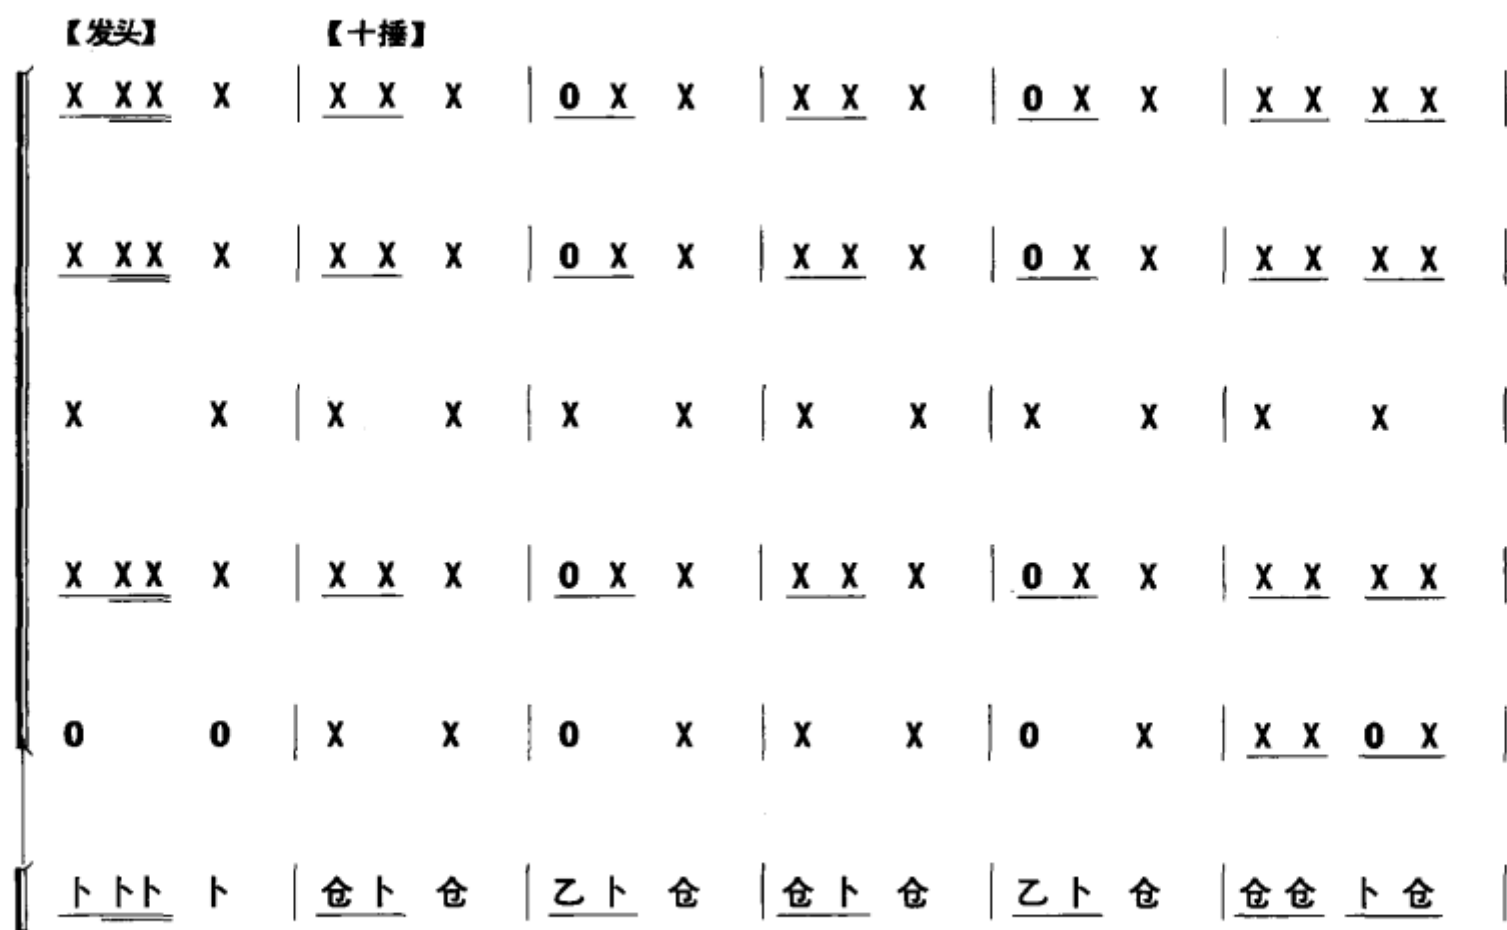 【发头】 【十捶】
X XX X | X X X | 0 X X | X X X | 0 X X | X X X X |
X XX X | X X X | 0 X X | X X X | 0 X X | X X X X |
X X | X X | X X | X X | X X | X X |
X XX X | X X X | 0 X X | X X X | 0 X X | X X X X |
0 0 | X X | 0 X | X X | 0 X | X X 0 X |
卜 卜卜 卜 | 仓 卜 仓 | 乙 卜 仓 | 仓 卜 仓 | 乙 卜 仓 | 仓 仓 卜 仓 |